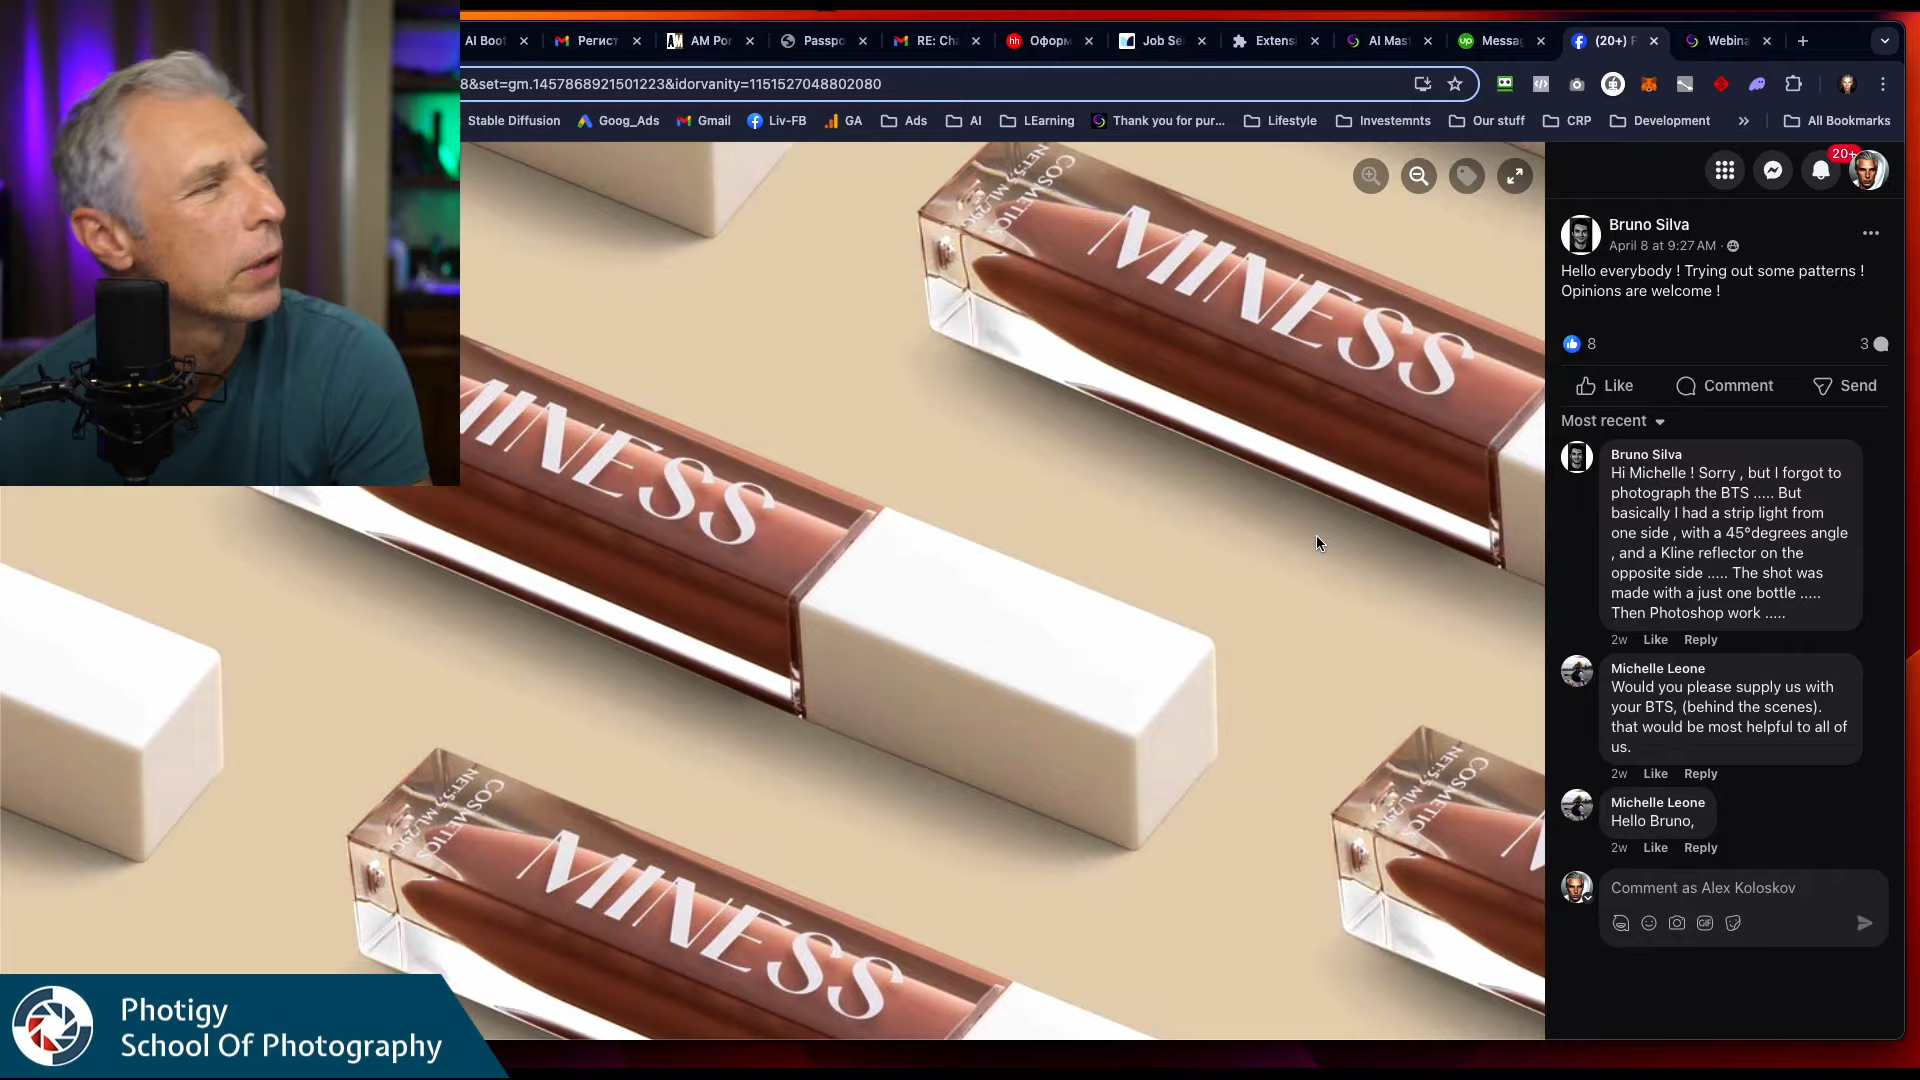 AI Boot
Регист
AM Por
Passpo
RE: Cha
Оформ
Job Se
Extensi
AI Mast
Messag
(20+) F
Webina
8&set=gm.1457868921501223&idorvanity=1151527048802080
Stable Diffusion
Goog_Ads
Gmail
Liv-FB
GA
Ads
AI
LEarning
Thank you for pur...
Lifestyle
Investemnts
Our stuff
CRP
Development
All Bookmarks
20+
Bruno Silva
April 8 at 9:27 AM
Hello everybody ! Trying out some patterns !
Opinions are welcome !
8
3
Like
Comment
Send
Most recent
Bruno Silva
Hi Michelle ! Sorry , but I forgot to
photograph the BTS ..... But
basically I had a strip light from
one side , with a 45°degrees angle
, and a Kline reflector on the
opposite side ..... The shot was
made with a just one bottle .....
Then Photoshop work .....
2w Like Reply
Michelle Leone
Would you please supply us with
your BTS, (behind the scenes).
that would be most helpful to all of
us.
2w Like Reply
Michelle Leone
Hello Bruno,
2w Like Reply
Comment as Alex Koloskov
GIF
COSMETICS
MINESS
MINESS
COSMETICS
MINESS
COSMETICS
Photigy
School Of Photography